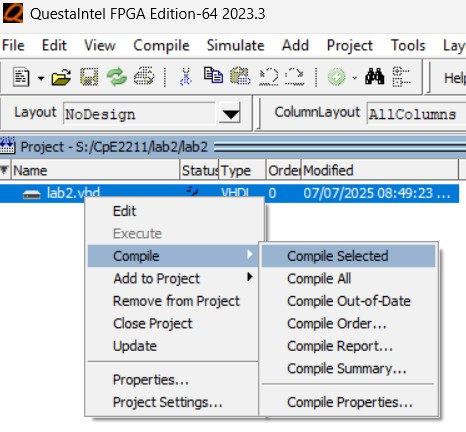 QuestaIntel FPGA Edition-64 2023.3
File Edit View Compile Simulate Add Project Tools Lay
Help
Layout NoDesign ColumnLayout AllColumns
Project - S:/CpE2211/lab2/lab2
Name Status Type Order Modified
lab2.vhd VHDL 0 07/07/2025 08:49:23 ...
Edit
Execute
Compile
Add to Project
Remove from Project
Close Project
Update
Properties...
Project Settings...
Compile Selected
Compile All
Compile Out-of-Date
Compile Order...
Compile Report...
Compile Summary...
Compile Properties...